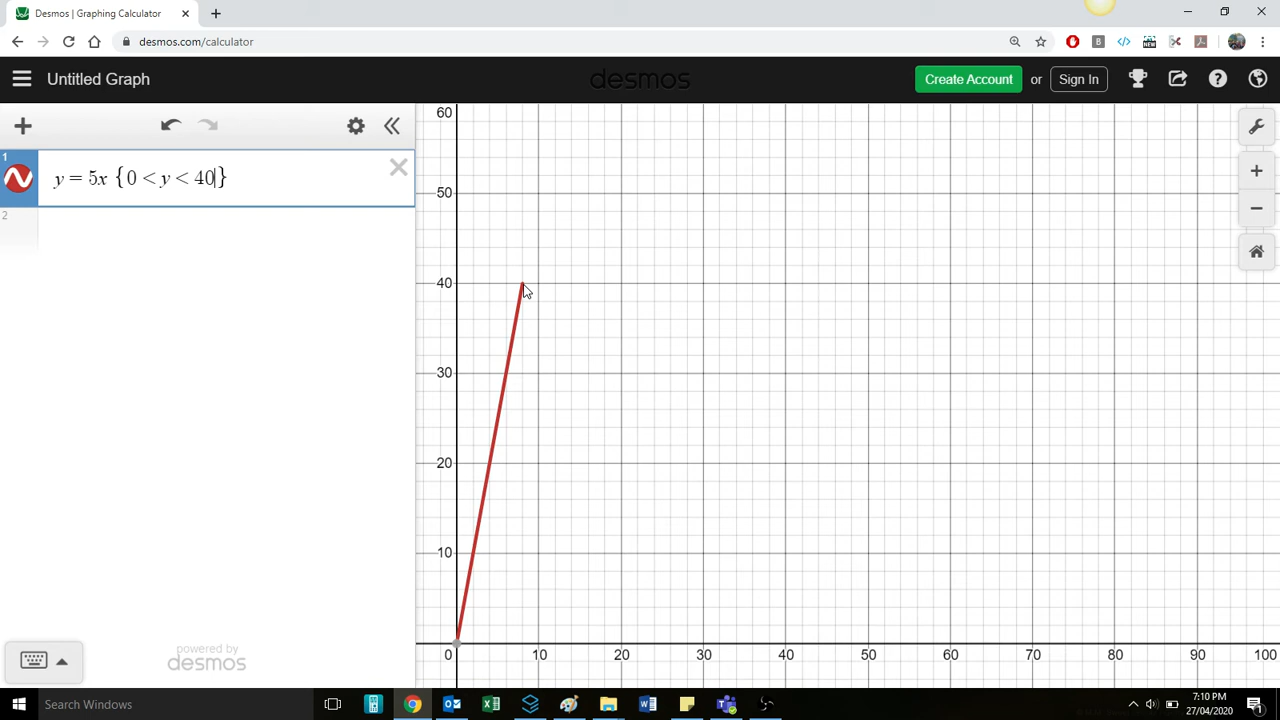 Desmos | Graphing Calculator
desmos.com/calculator
Untitled Graph
desmos
Create Account or Sign In
1
y = 5x {0 < y < 40}
2
60
50
40
30
20
10
0 10 20 30 40 50 60 70 80 90 100
powered by
desmos
Search Windows
7:10 PM
27/04/2020